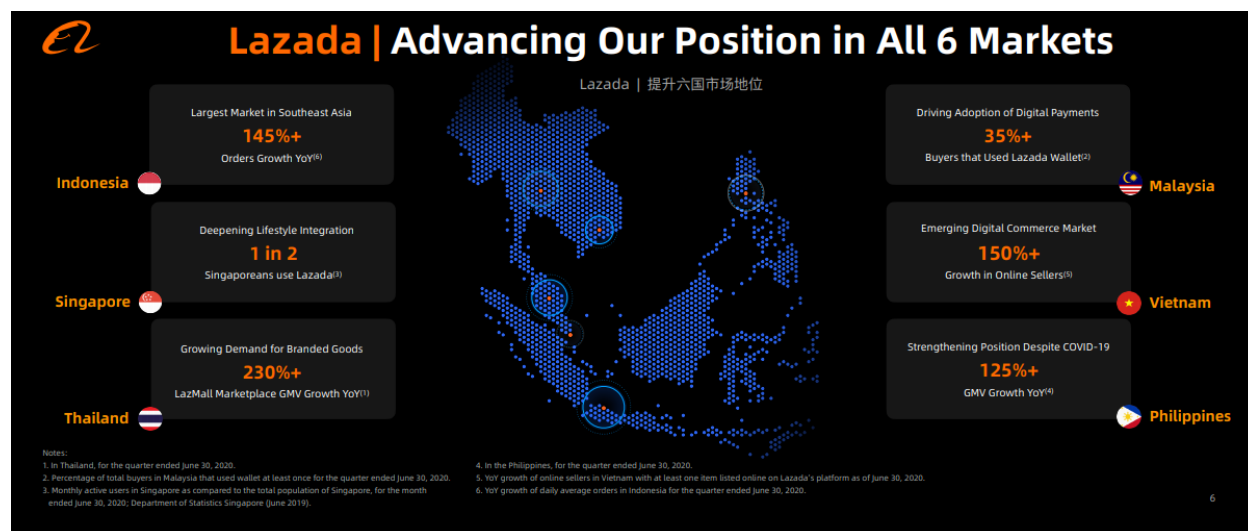 Lazada | Advancing Our Position in All 6 Markets
Lazada | 提升六国市场地位
Largest Market in Southeast Asia
145%+
Orders Growth YoY(6)
Indonesia
Deepening Lifestyle Integration
1 in 2
Singaporeans use Lazada(3)
Singapore
Growing Demand for Branded Goods
230%+
LazMall Marketplace GMV Growth YoY(1)
Thailand
Driving Adoption of Digital Payments
35%+
Buyers that Used Lazada Wallet(2)
Malaysia
Emerging Digital Commerce Market
150%+
Growth in Online Sellers(5)
Vietnam
Strengthening Position Despite COVID-19
125%+
GMV Growth YoY(4)
Philippines
Notes:
1. In Thailand, for the quarter ended June 30, 2020.
2. Percentage of total buyers in Malaysia that used wallet at least once for the quarter ended June 30, 2020.
3. Monthly active users in Singapore as compared to the total population of Singapore, for the month
ended June 30, 2020; Department of Statistics Singapore (June 2019).
4. In the Philippines, for the quarter ended June 30, 2020.
5. YoY growth of online sellers in Vietnam with at least one item listed online on Lazada's platform as of June 30, 2020.
6. YoY growth of daily average orders in Indonesia for the quarter ended June 30, 2020.
6